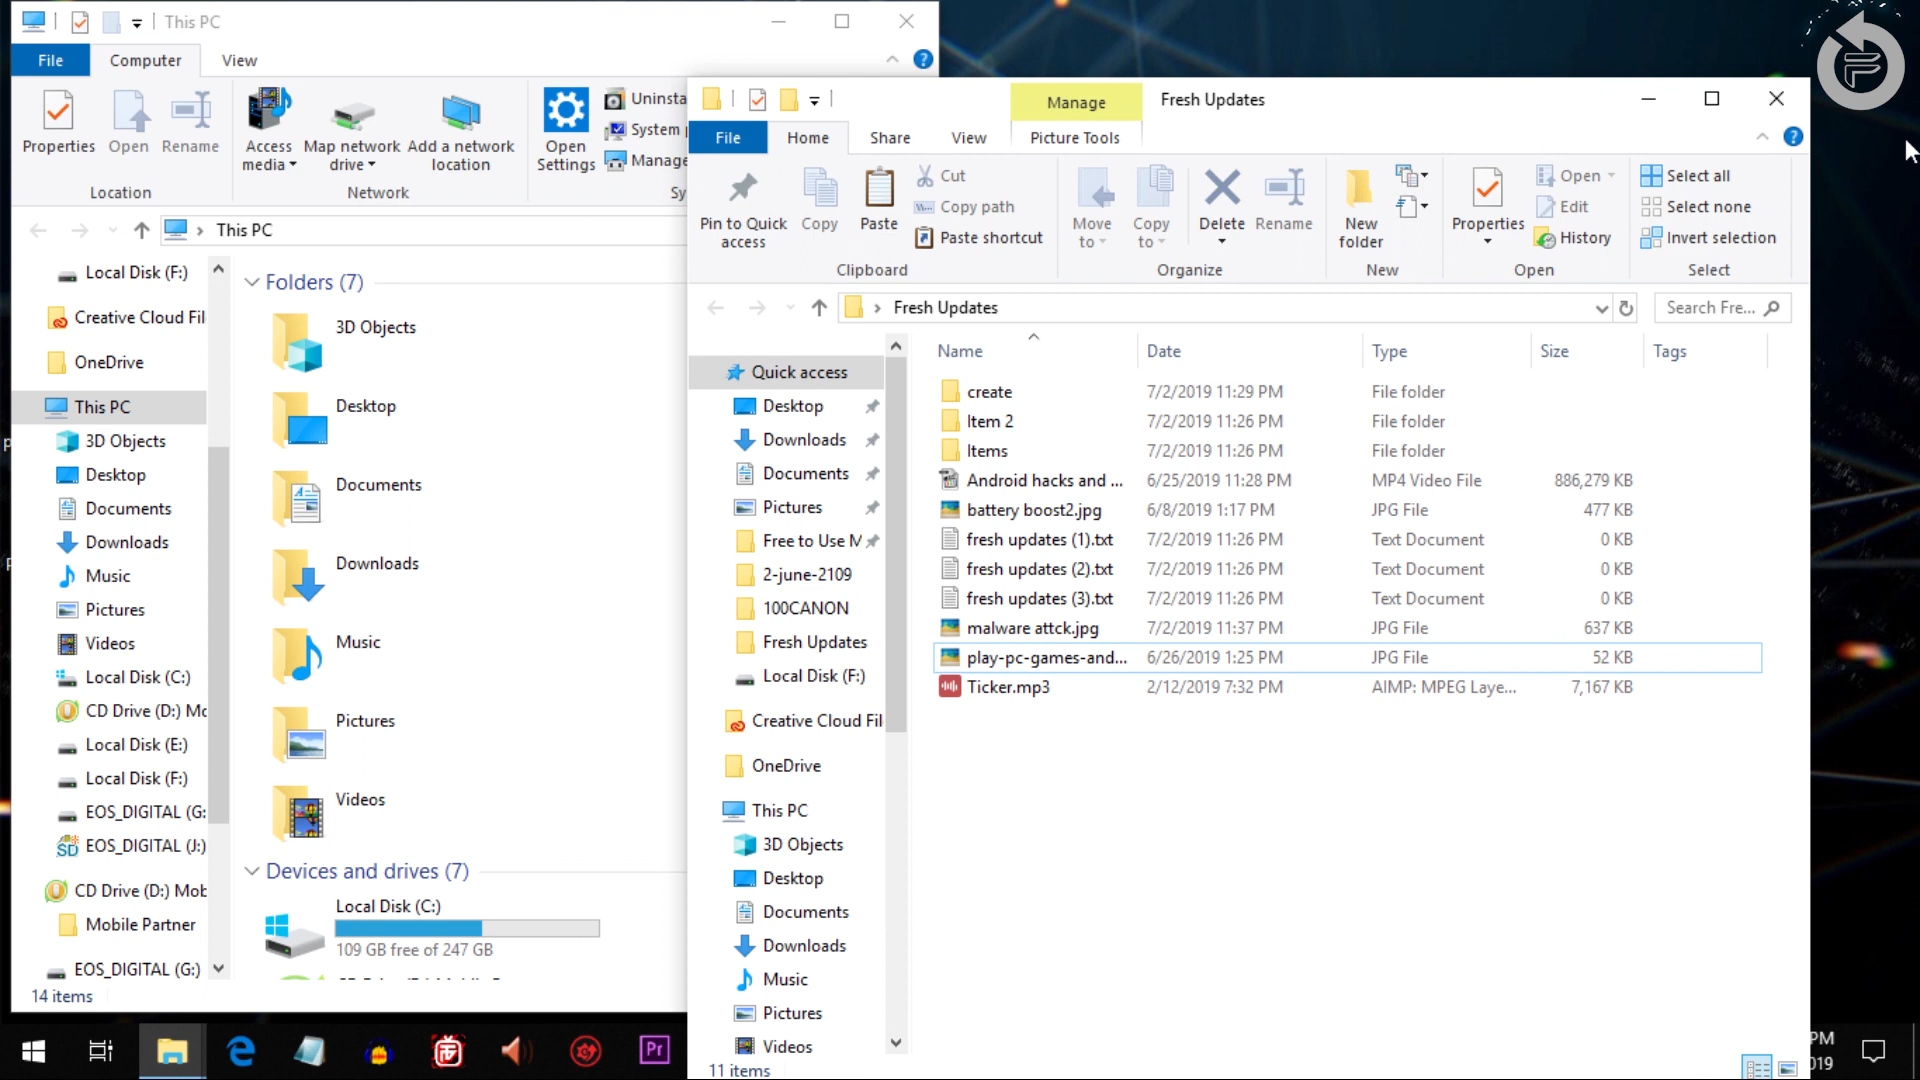 This PC
File
Computer
View
Properties
Open
Rename
Access media
Map network drive
Add a network location
Open Settings
Uninsta
System
Manage
Location
Network
Sy
This PC
Local Disk (F:)
Creative Cloud Fil
OneDrive
This PC
3D Objects
Desktop
Documents
Downloads
Music
Pictures
Videos
Local Disk (C:)
CD Drive (D:) Mc
Local Disk (E:)
Local Disk (F:)
EOS_DIGITAL (G:
EOS_DIGITAL (J:)
CD Drive (D:) Mob
Mobile Partner
EOS_DIGITAL (G:)
14 items
Folders (7)
3D Objects
Desktop
Documents
Downloads
Music
Pictures
Videos
Devices and drives (7)
Local Disk (C:)
109 GB free of 247 GB
Manage
Fresh Updates
File
Home
Share
View
Picture Tools
Pin to Quick access
Copy
Paste
Cut
Copy path
Paste shortcut
Move to
Copy to
Delete
Rename
New folder
Properties
Open
Edit
History
Select all
Select none
Invert selection
Clipboard
Organize
New
Open
Select
Fresh Updates
Search Fre...
Quick access
Desktop
Downloads
Documents
Pictures
Free to Use M
2-june-2109
100CANON
Fresh Updates
Local Disk (F:)
Creative Cloud Fil
OneDrive
This PC
3D Objects
Desktop
Documents
Downloads
Music
Pictures
Videos
11 items
Name Date Type Size Tags
create 7/2/2019 11:29 PM File folder
Item 2 7/2/2019 11:26 PM File folder
Items 7/2/2019 11:26 PM File folder
Android hacks and ... 6/25/2019 11:28 PM MP4 Video File 886,279 KB
battery boost2.jpg 6/8/2019 1:17 PM JPG File 477 KB
fresh updates (1).txt 7/2/2019 11:26 PM Text Document 0 KB
fresh updates (2).txt 7/2/2019 11:26 PM Text Document 0 KB
fresh updates (3).txt 7/2/2019 11:26 PM Text Document 0 KB
malware attck.jpg 7/2/2019 11:37 PM JPG File 637 KB
play-pc-games-and... 6/26/2019 1:25 PM JPG File 52 KB
Ticker.mp3 2/12/2019 7:32 PM AIMP: MPEG Laye... 7,167 KB
Pr
PM
019